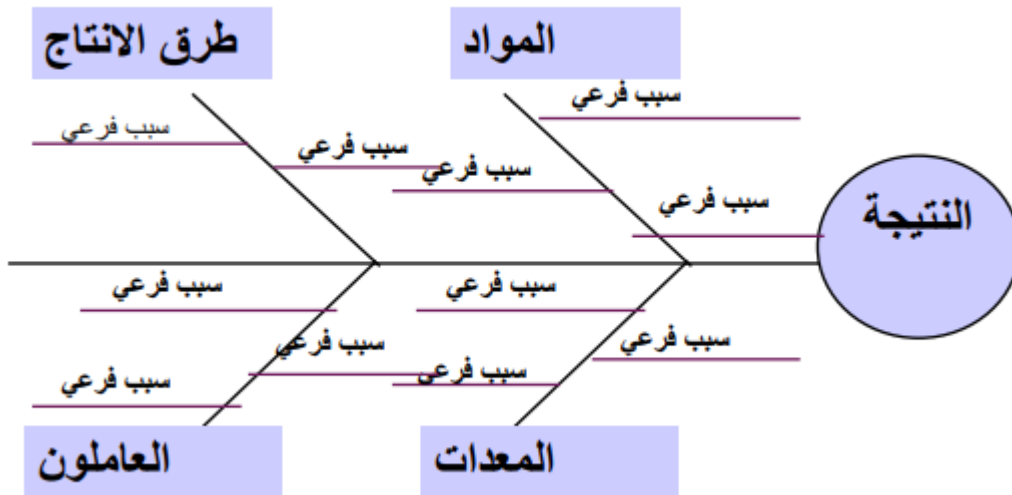 المواد
طرق الانتاج
سبب فرعي
سبب فرعي
سبب فرعي
سبب فرعي
سبب فرعي
النتيجة
سبب فرعي
سبب فرعي
سبب فرعي
سبب فرعي
سبب فرعي
سبب فرعي
المعدات
العاملون